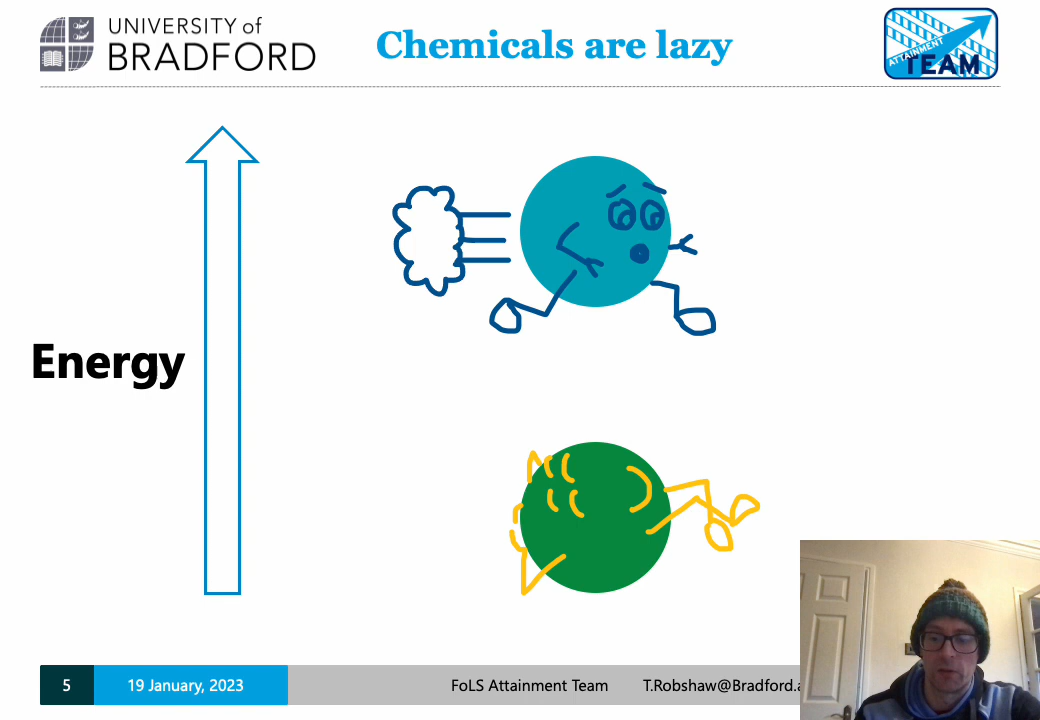 UNIVERSITY of
BRADFORD
Chemicals are lazy
ATTAINMENT
TEAM
Energy
5
19 January, 2023
FoLS Attainment Team
T.Robshaw@Bradford.a